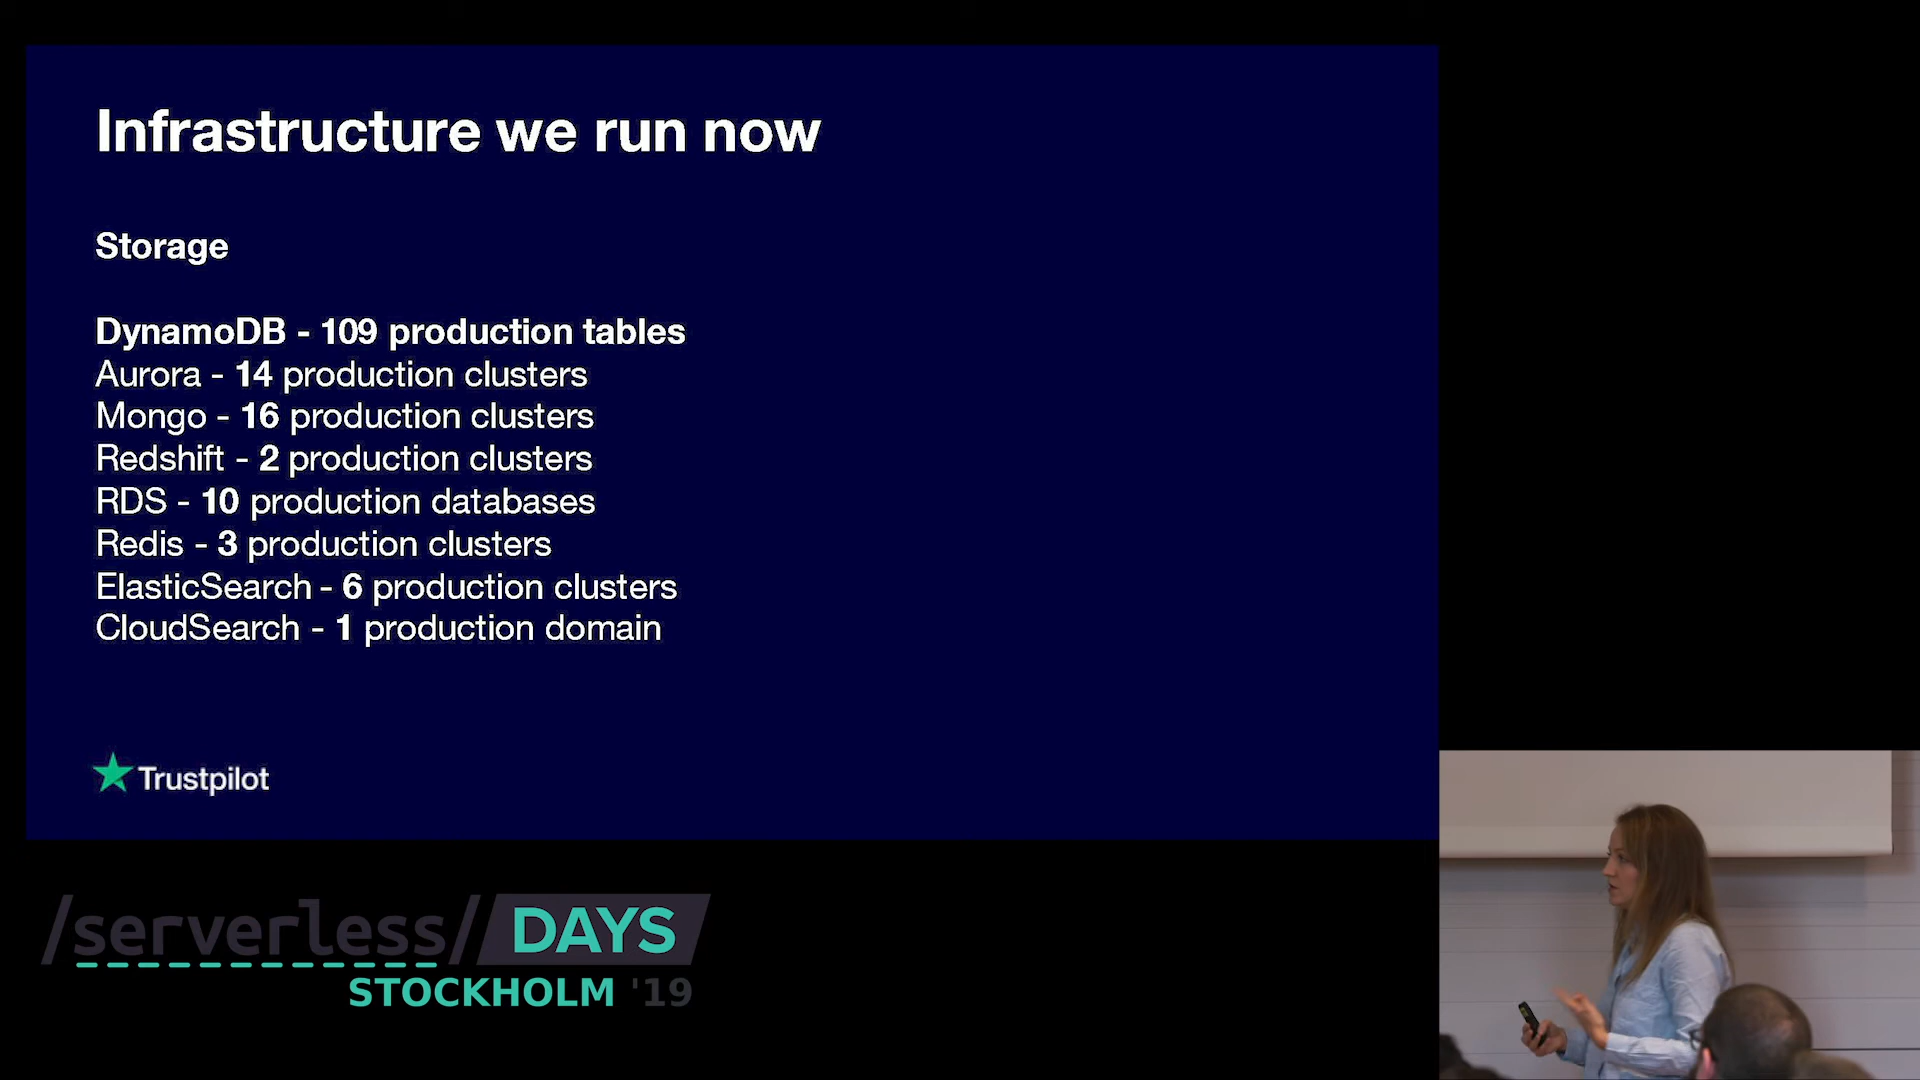 Infrastructure we run now
Storage
DynamoDB - 109 production tables
Aurora - 14 production clusters
Mongo - 16 production clusters
Redshift - 2 production clusters
RDS - 10 production databases
Redis - 3 production clusters
ElasticSearch - 6 production clusters
CloudSearch - 1 production domain
Trustpilot
/serverless/ DAYS
STOCKHOLM '19